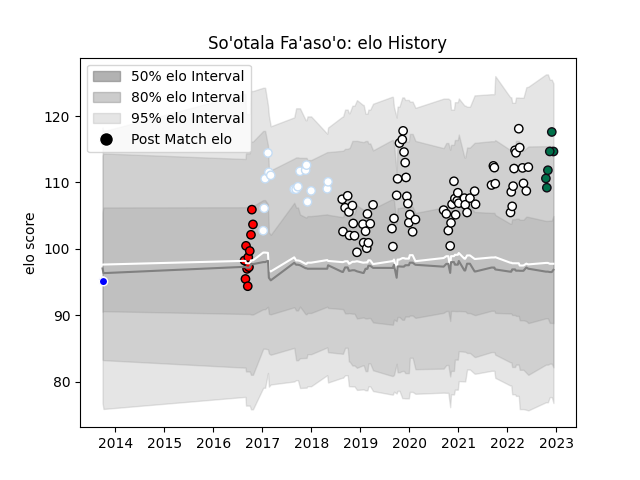 So'otala Fa'aso'o: elo History
50% elo Interval
80% elo Interval
95% elo Interval
Post Match elo
elo score
120
110
100
90
80
2014 2015 2016 2017 2018 2019 2020 2021 2022 2023